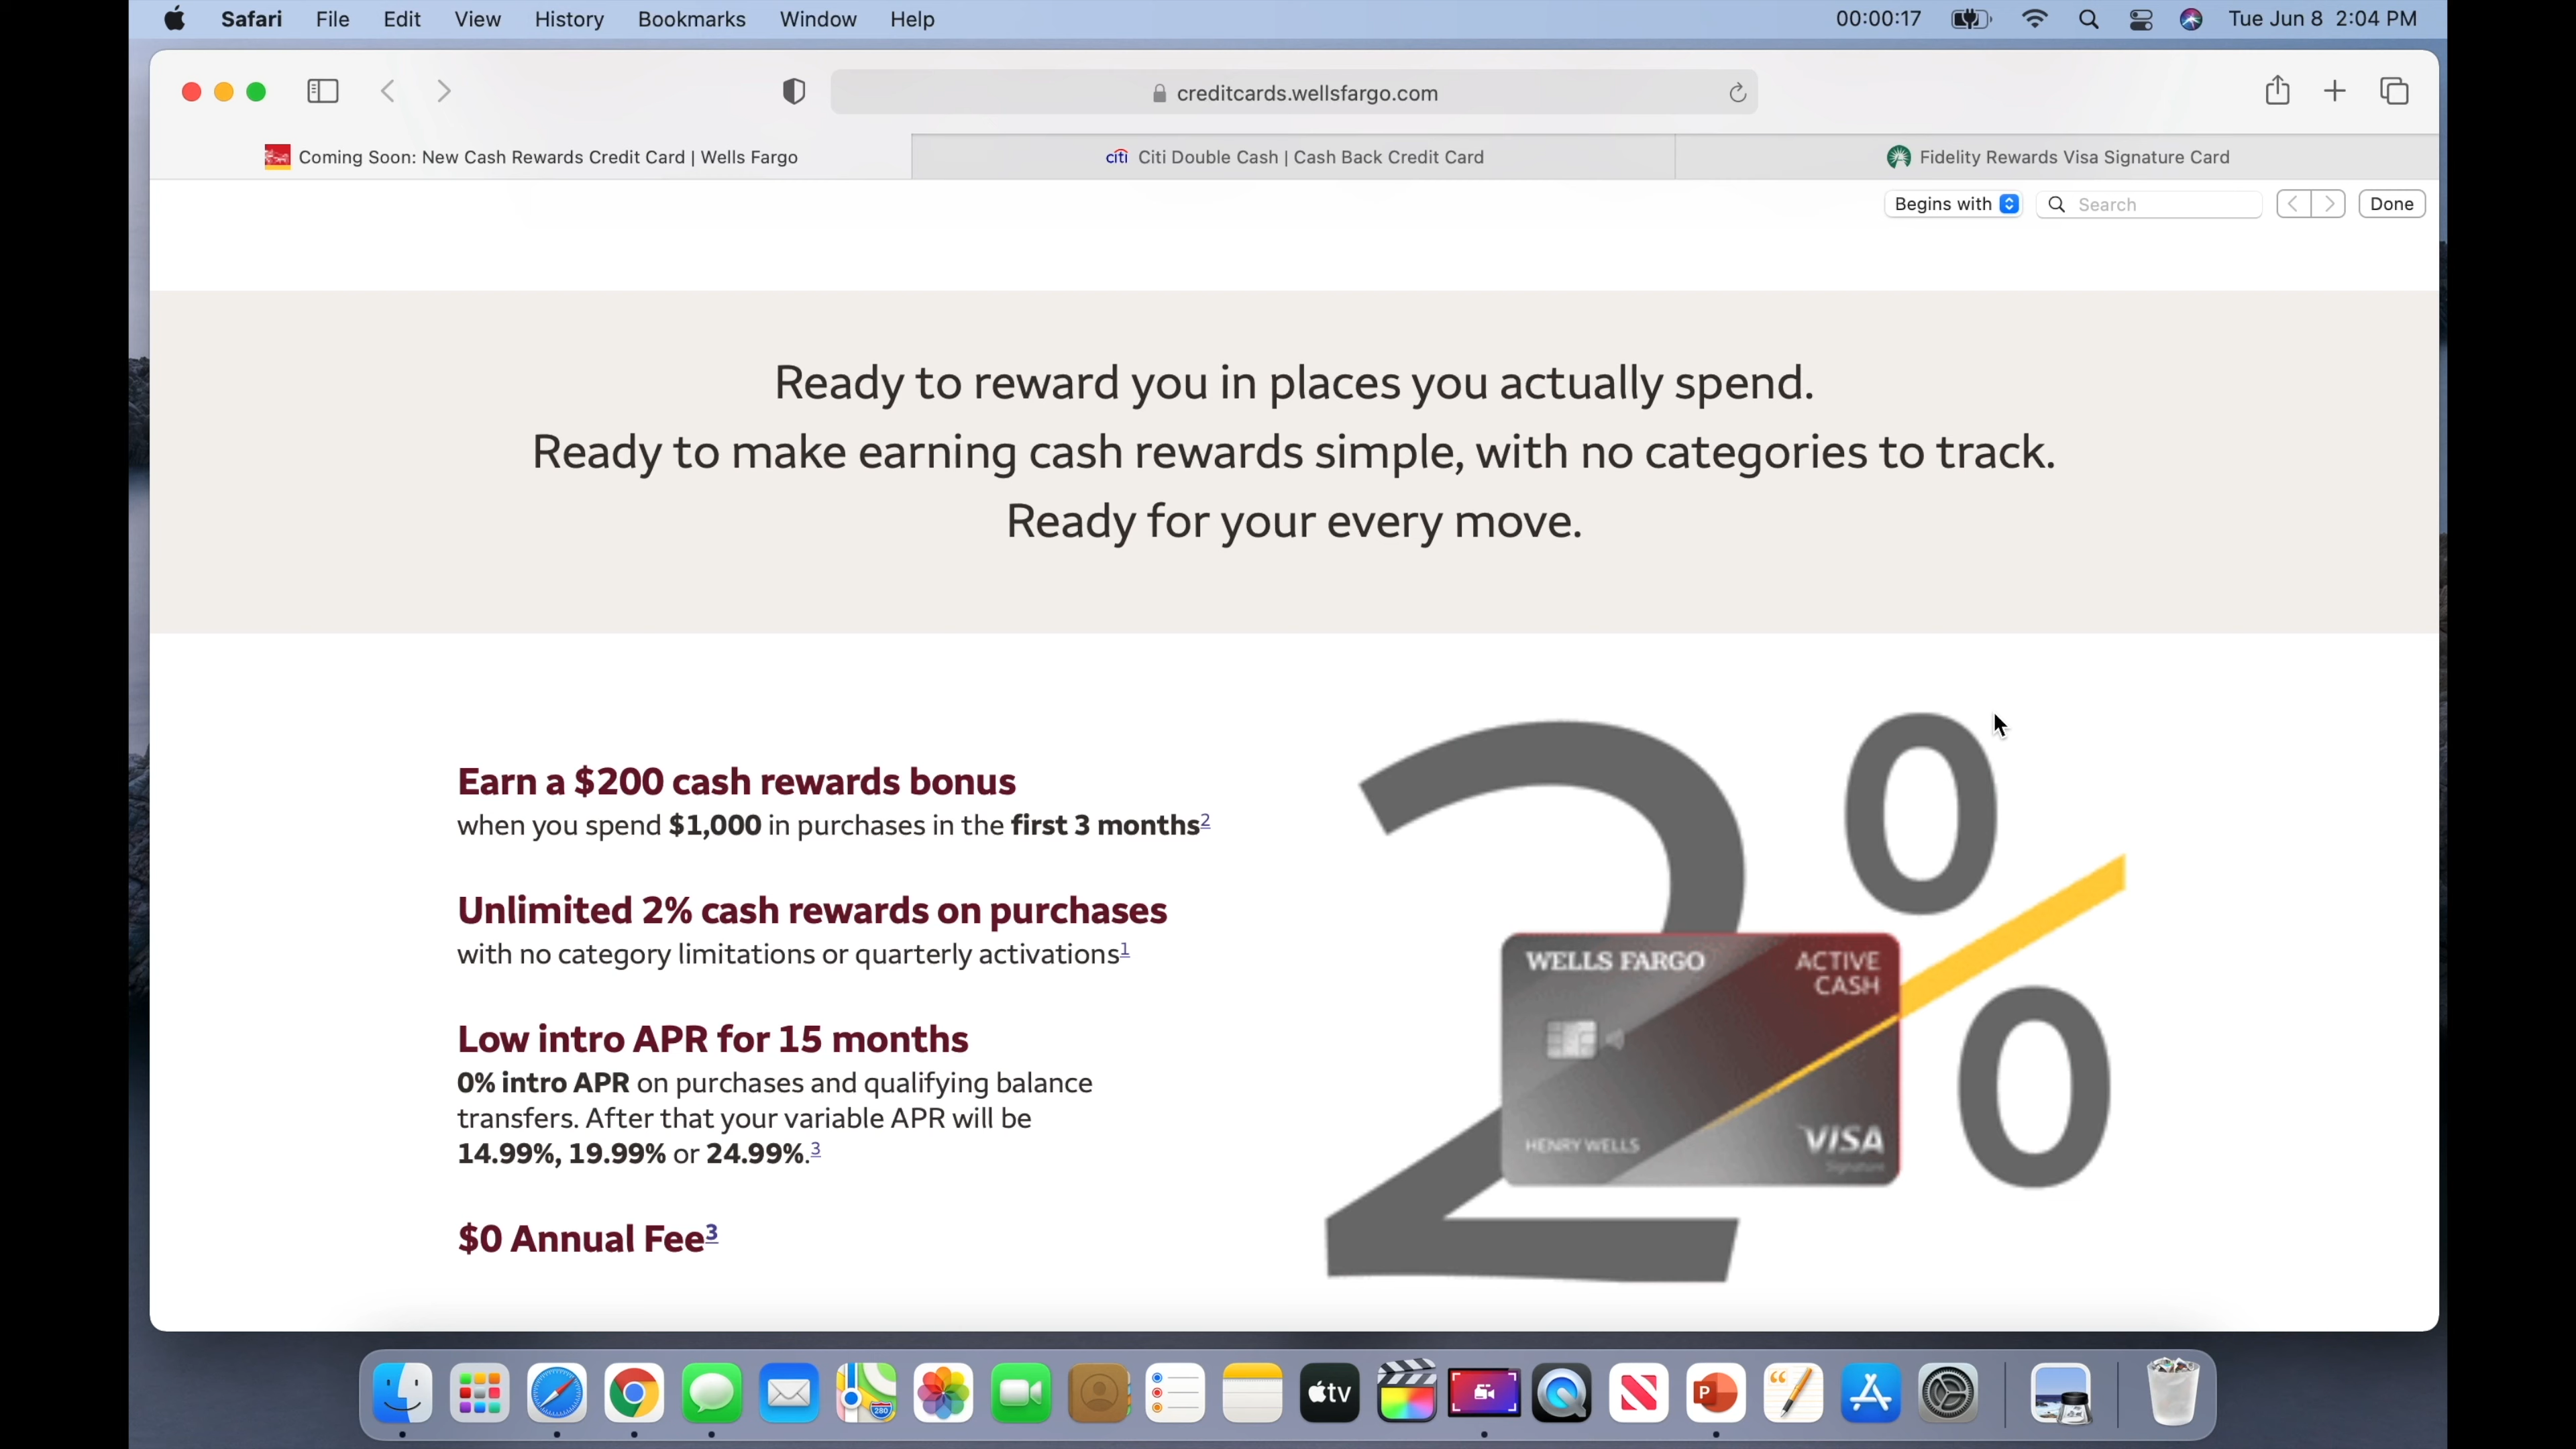 Safari File Edit View History Bookmarks Window Help 00:00:17 Tue Jun 8 2:04 PM
creditcards.wellsfargo.com
Coming Soon: New Cash Rewards Credit Card | Wells Fargo
citi Citi Double Cash | Cash Back Credit Card
Fidelity Rewards Visa Signature Card
Begins with Search Done
Ready to reward you in places you actually spend.
Ready to make earning cash rewards simple, with no categories to track.
Ready for your every move.
Earn a $200 cash rewards bonus
when you spend $1,000 in purchases in the first 3 months2
Unlimited 2% cash rewards on purchases
with no category limitations or quarterly activations1
Low intro APR for 15 months
0% intro APR on purchases and qualifying balance
transfers. After that your variable APR will be
14.99%, 19.99% or 24.99%.3
$0 Annual Fee3
2%
WELLS FARGO ACTIVE
CASH
HENRY WELLS VISA
Signature
280
tv
P